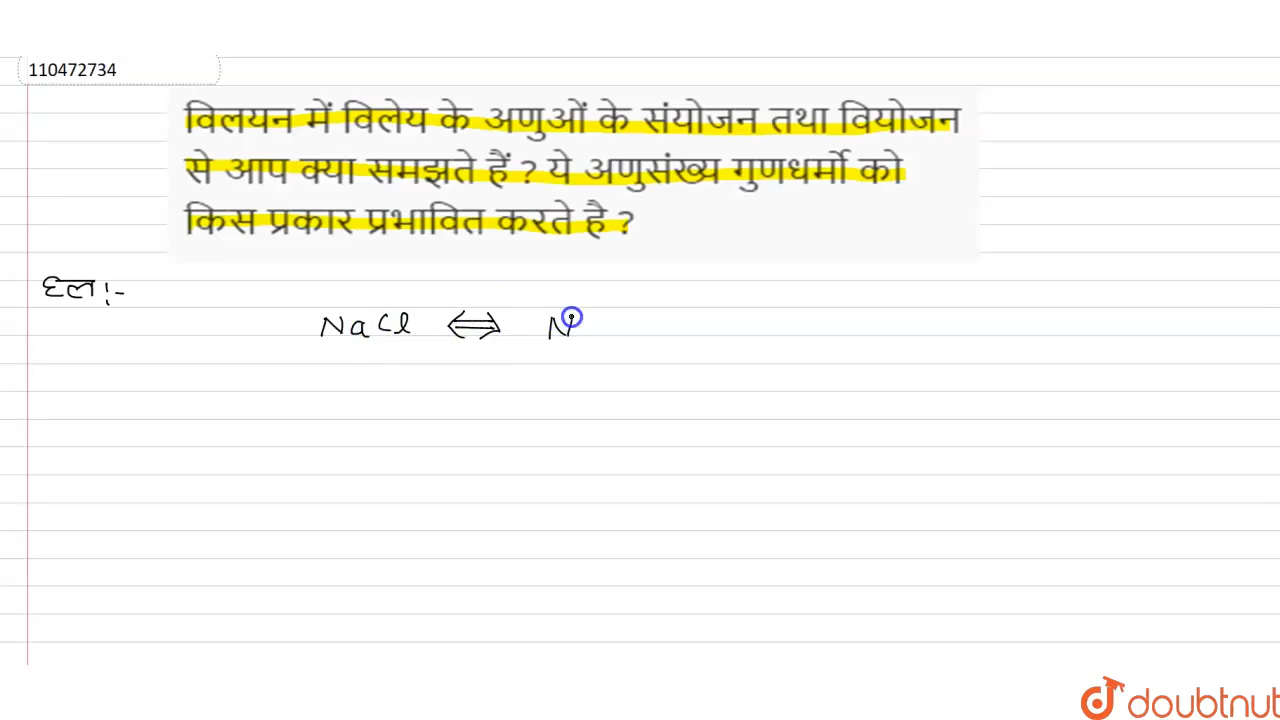 110472734
विलयन में विलेय के अणुओं के संयोजन तथा वियोजन
से आप क्या समझते हैं ? ये अणुसंख्य गुणधर्मो को
किस प्रकार प्रभावित करते है ?
हल :-
NaCl ⇔ N
doubtnut